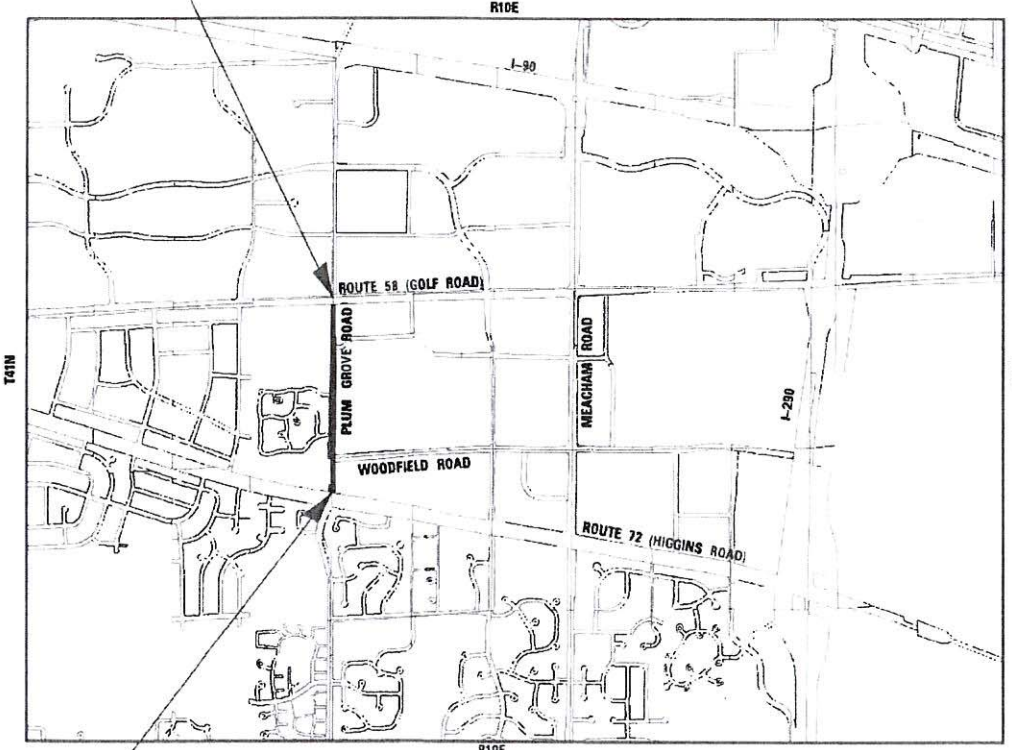 R10E
I-90
ROUTE 58 (GOLF ROAD)
T41N
PLUM GROVE ROAD
MEACHAM ROAD
I-290
WOODFIELD ROAD
ROUTE 72 (HIGGINS ROAD)
R10E